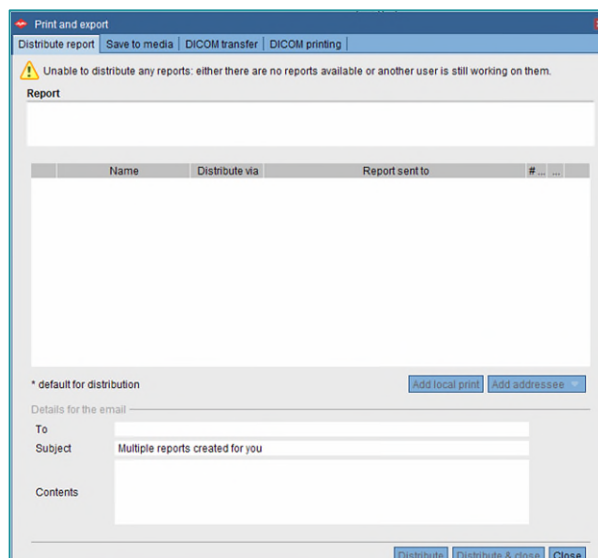 Print and export
Distribute report Save to media DICOM transfer DICOM printing
Unable to distribute any reports: either there are no reports available or another user is still working on them.
Report
Name Distribute via Report sent to # ... ...
* default for distribution Add local print Add addressee
Details for the email
To
Subject Multiple reports created for you
Contents
Distribute Distribute & close Close